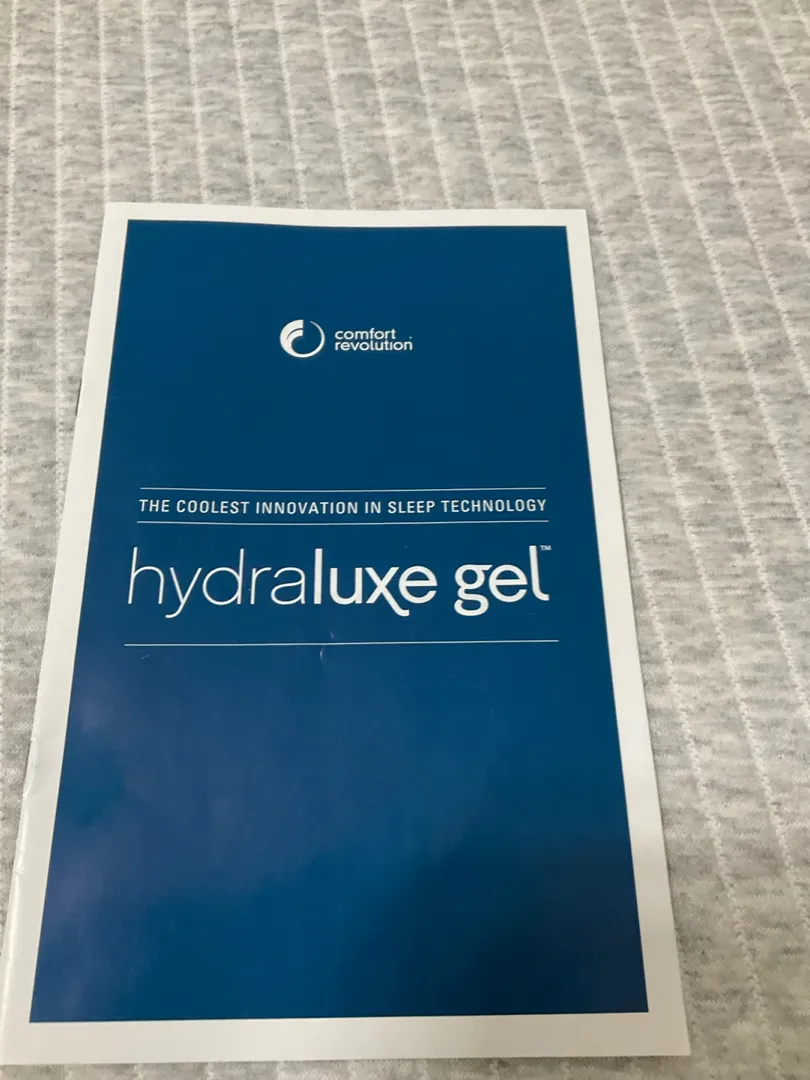 comfort
revolution
THE COOLEST INNOVATION IN SLEEP TECHNOLOGY
hydraluxe gel™